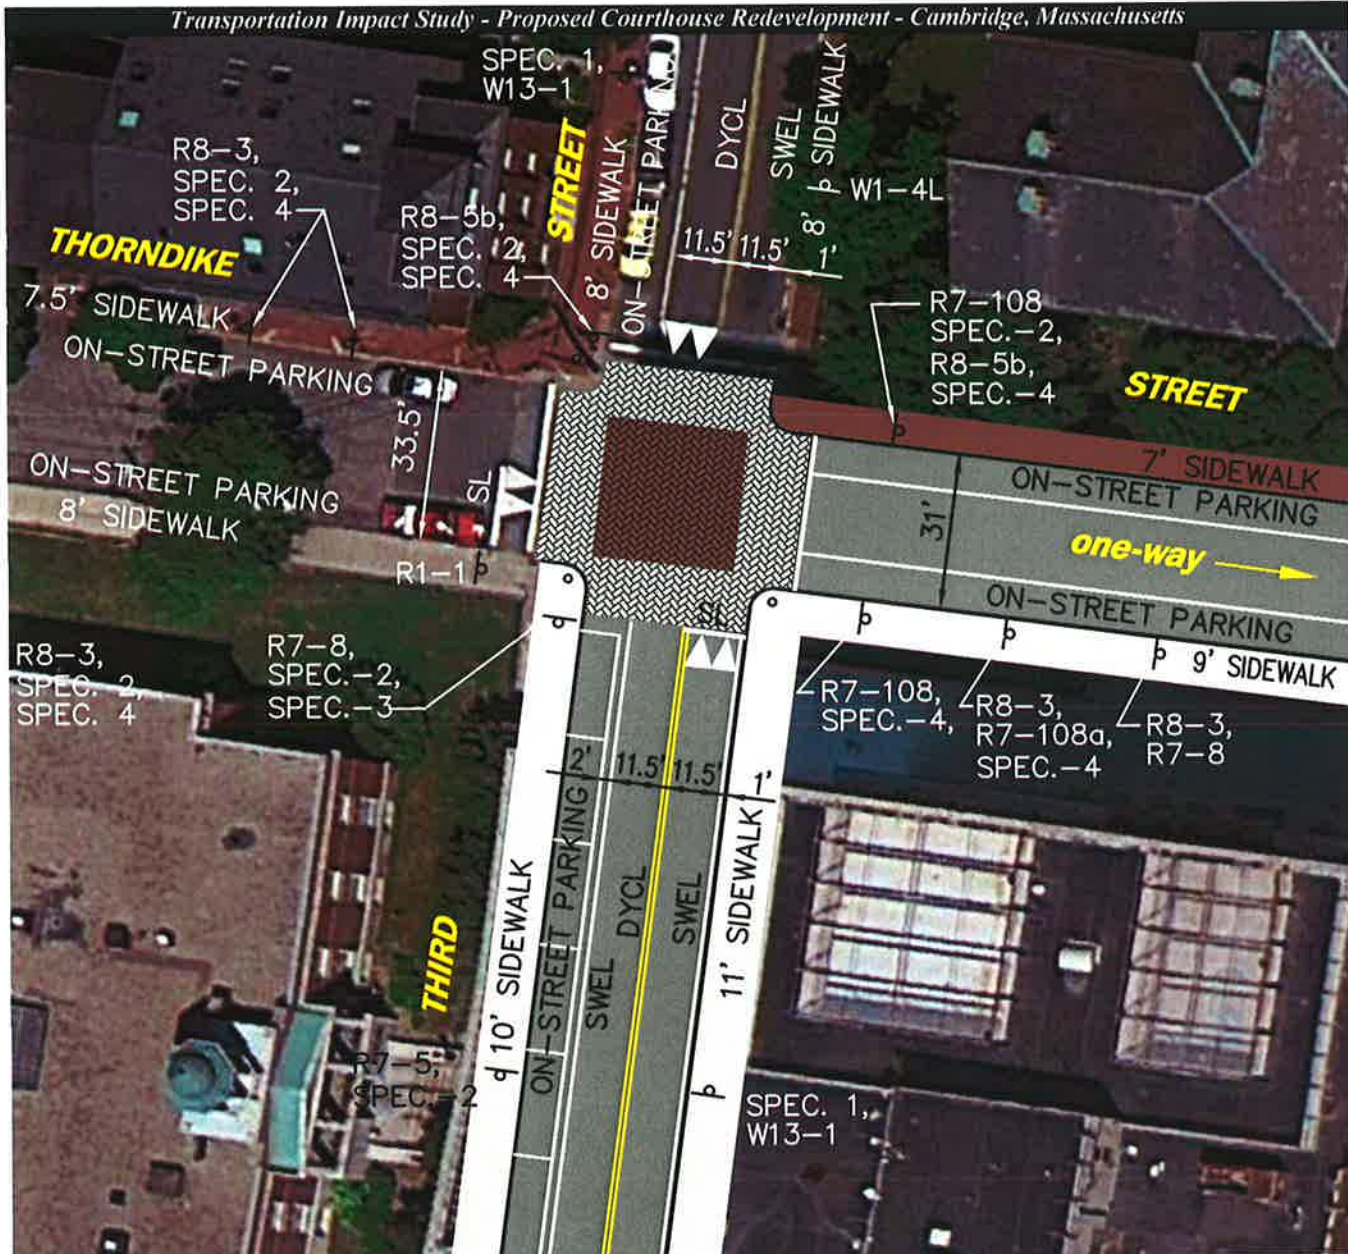 Transportation Impact Study - Proposed Courthouse Redevelopment - Cambridge, Massachusetts
SPEC. 1,
W13-1
STREET
8' SIDEWALK
ON-STREET PARKING
DYCL
SWEL
8' SIDEWALK
W1-4L
11.5' 11.5' 1'
R8-3,
SPEC. 2,
SPEC. 4
R8-5b,
SPEC. 2,
SPEC. 4
THORNDIKE
7.5' SIDEWALK
ON-STREET PARKING
33.5'
ON-STREET PARKING
8' SIDEWALK
SL
R1-1
R7-108
SPEC.-2,
R8-5b,
SPEC.-4
STREET
7' SIDEWALK
ON-STREET PARKING
31'
one-way
ON-STREET PARKING
9' SIDEWALK
SL
R8-3,
SPEC. 2,
SPEC. 4
R7-8,
SPEC.-2,
SPEC.-3
R7-108,
SPEC.-4,
R8-3,
R7-108a,
SPEC.-4
R8-3,
R7-8
2' 11.5' 11.5' 1'
THIRD
10' SIDEWALK
ON-STREET PARKING
SWEL
DYCL
SWEL
11' SIDEWALK
R7-5,
SPEC.-2
SPEC. 1,
W13-1